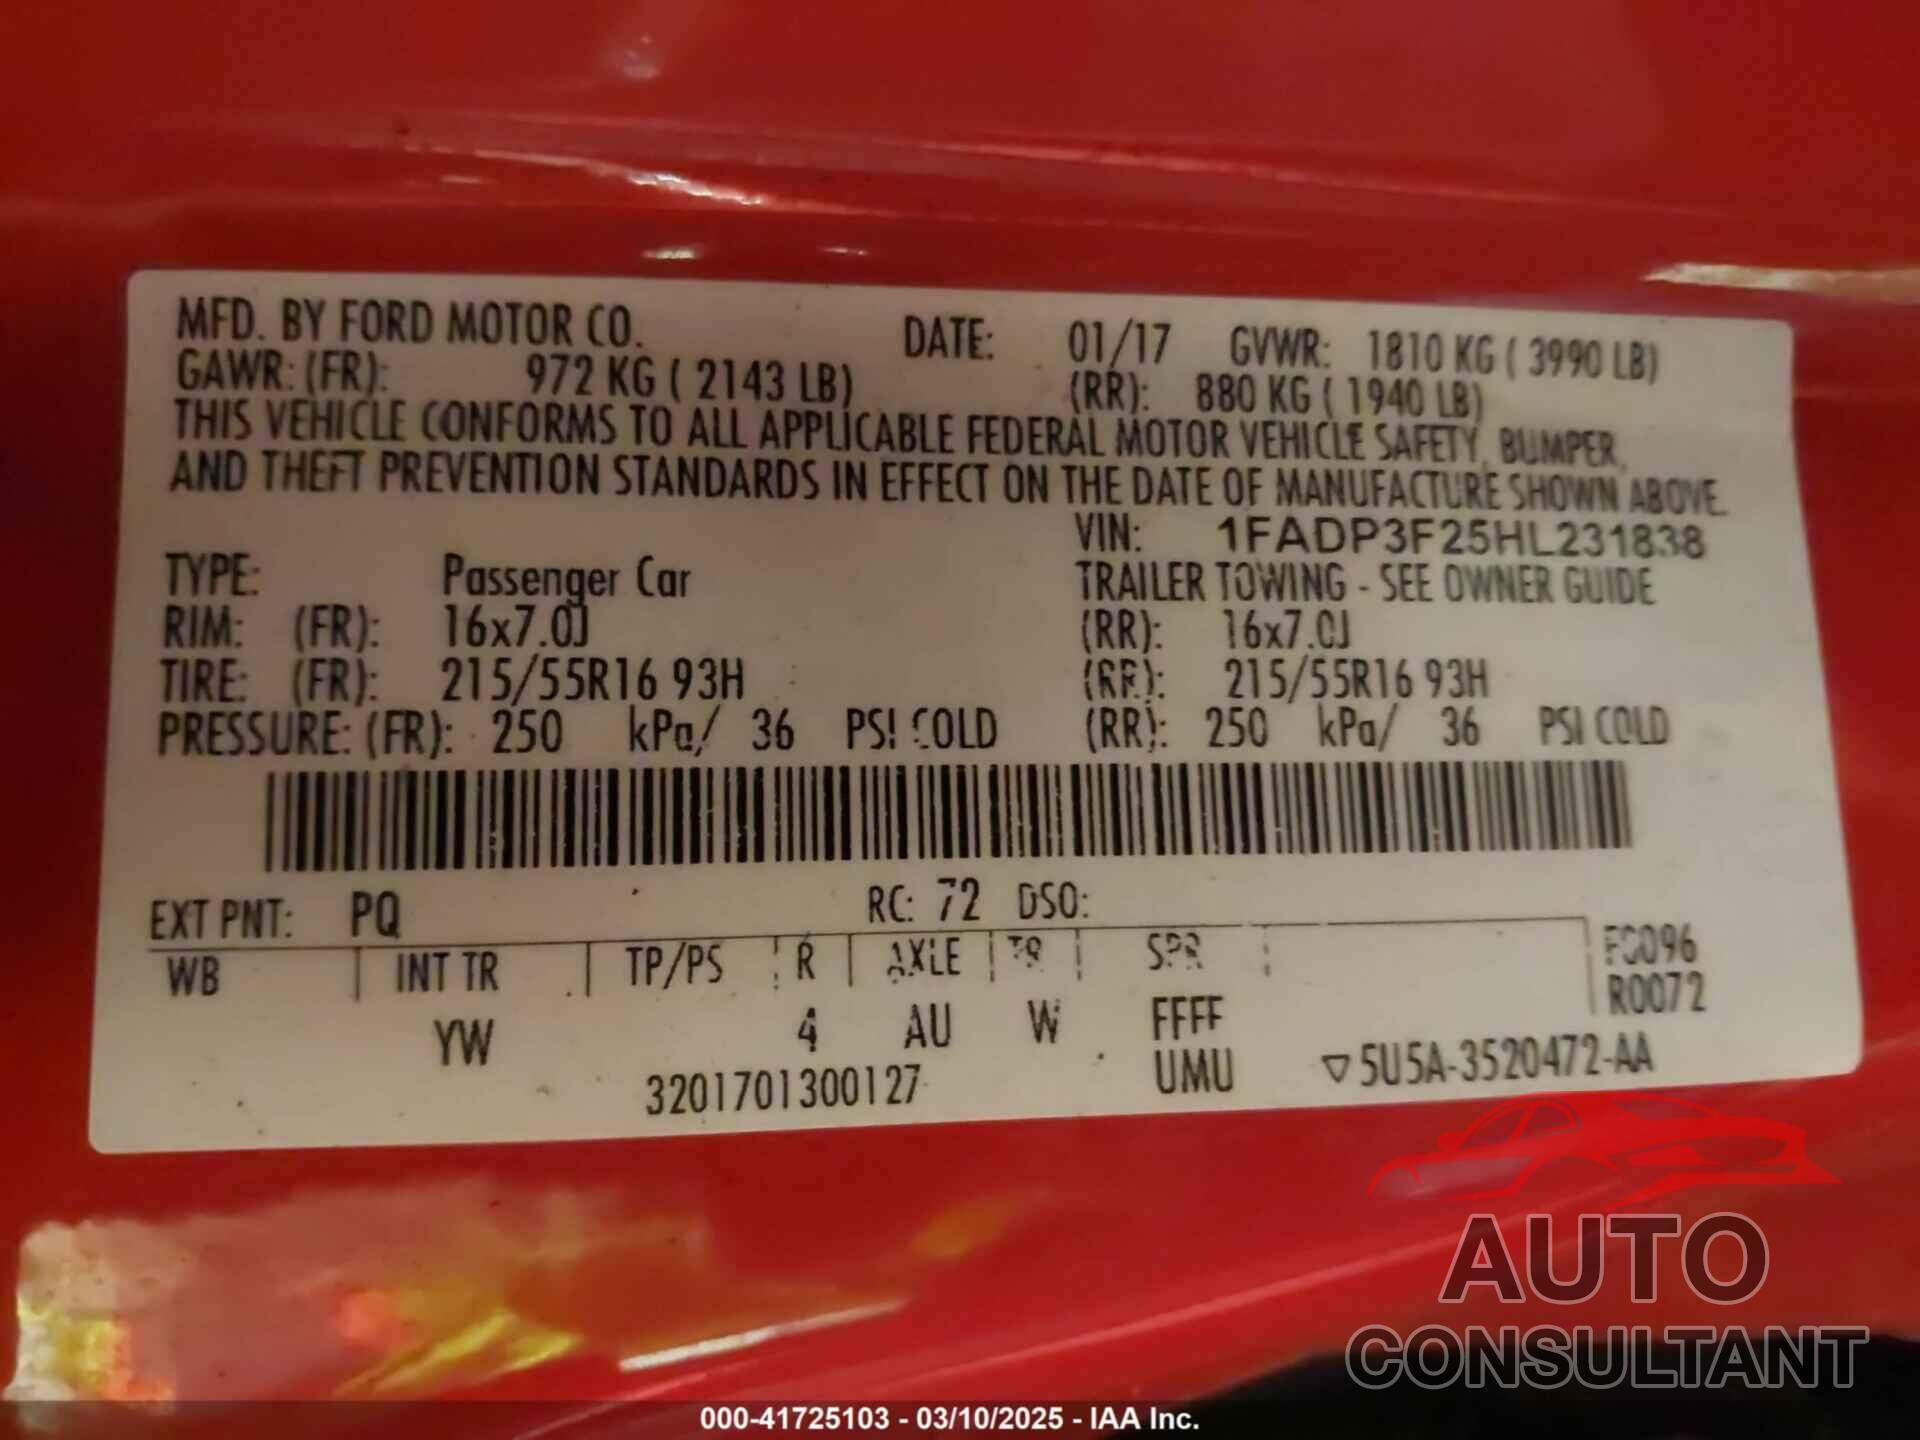 MFD. BY FORD MOTOR CO. DATE: 01/17 GVWR: 1810 KG ( 3990 LB)
GAWR: (FR): 972 KG ( 2143 LB) (RR): 880 KG ( 1940 LB)
THIS VEHICLE CONFORMS TO ALL APPLICABLE FEDERAL MOTOR VEHICLE SAFETY, BUMPER,
AND THEFT PREVENTION STANDARDS IN EFFECT ON THE DATE OF MANUFACTURE SHOWN ABOVE.
VIN: 1FADP3F25HL231838
TYPE: Passenger Car TRAILER TOWING - SEE OWNER GUIDE
RIM: (FR): 16x7.0J (RR): 16x7.0J
TIRE: (FR): 215/55R16 93H (RR): 215/55R16 93H
PRESSURE: (FR): 250 kPa/ 36 PSI COLD (RR): 250 kPa/ 36 PSI COLD
EXT PNT: PQ RC: 72 DSO:
WB INT TR TP/PS R AXLE TR SPR F0096
R0072
YW 4 AU W FFFF
3201701300127 UMU ▽5U5A-3520472-AA
AUTO
CONSULTANT
000-41725103 - 03/10/2025 - IAA Inc.